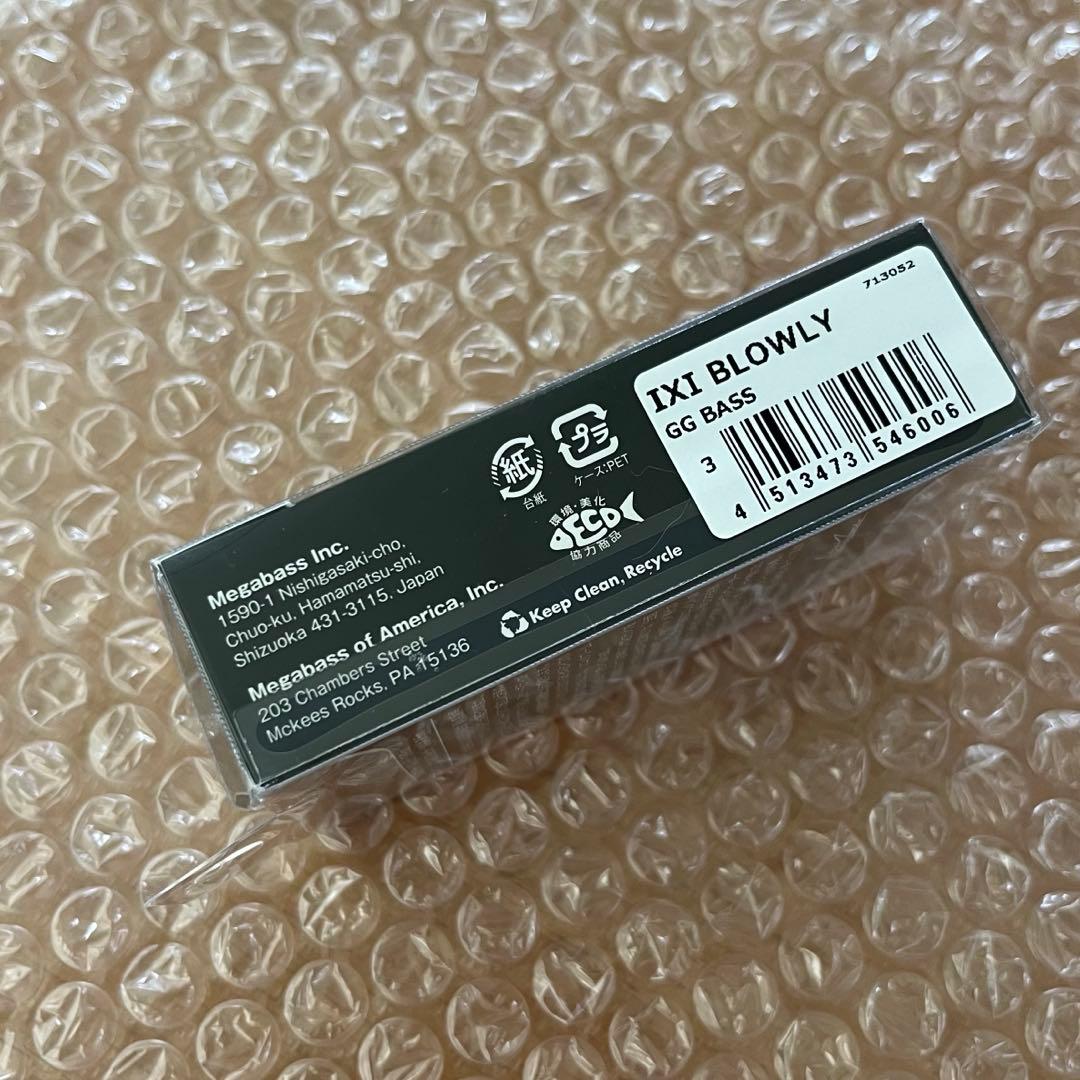 Megabass Inc.
1590-1 Nishigasaki-cho,
Chuo-ku, Hamamatsu-shi,
Shizuoka 431-3115, Japan
Megabass of America, Inc.
203 Chambers Street
Mckees Rocks, PA 15136
紙
台紙
プラ
ケース:PET
環境・美化
ECO
協力商品
Keep Clean, Recycle
713052
IXI BLOWLY
GG BASS
3
4 513473 546006